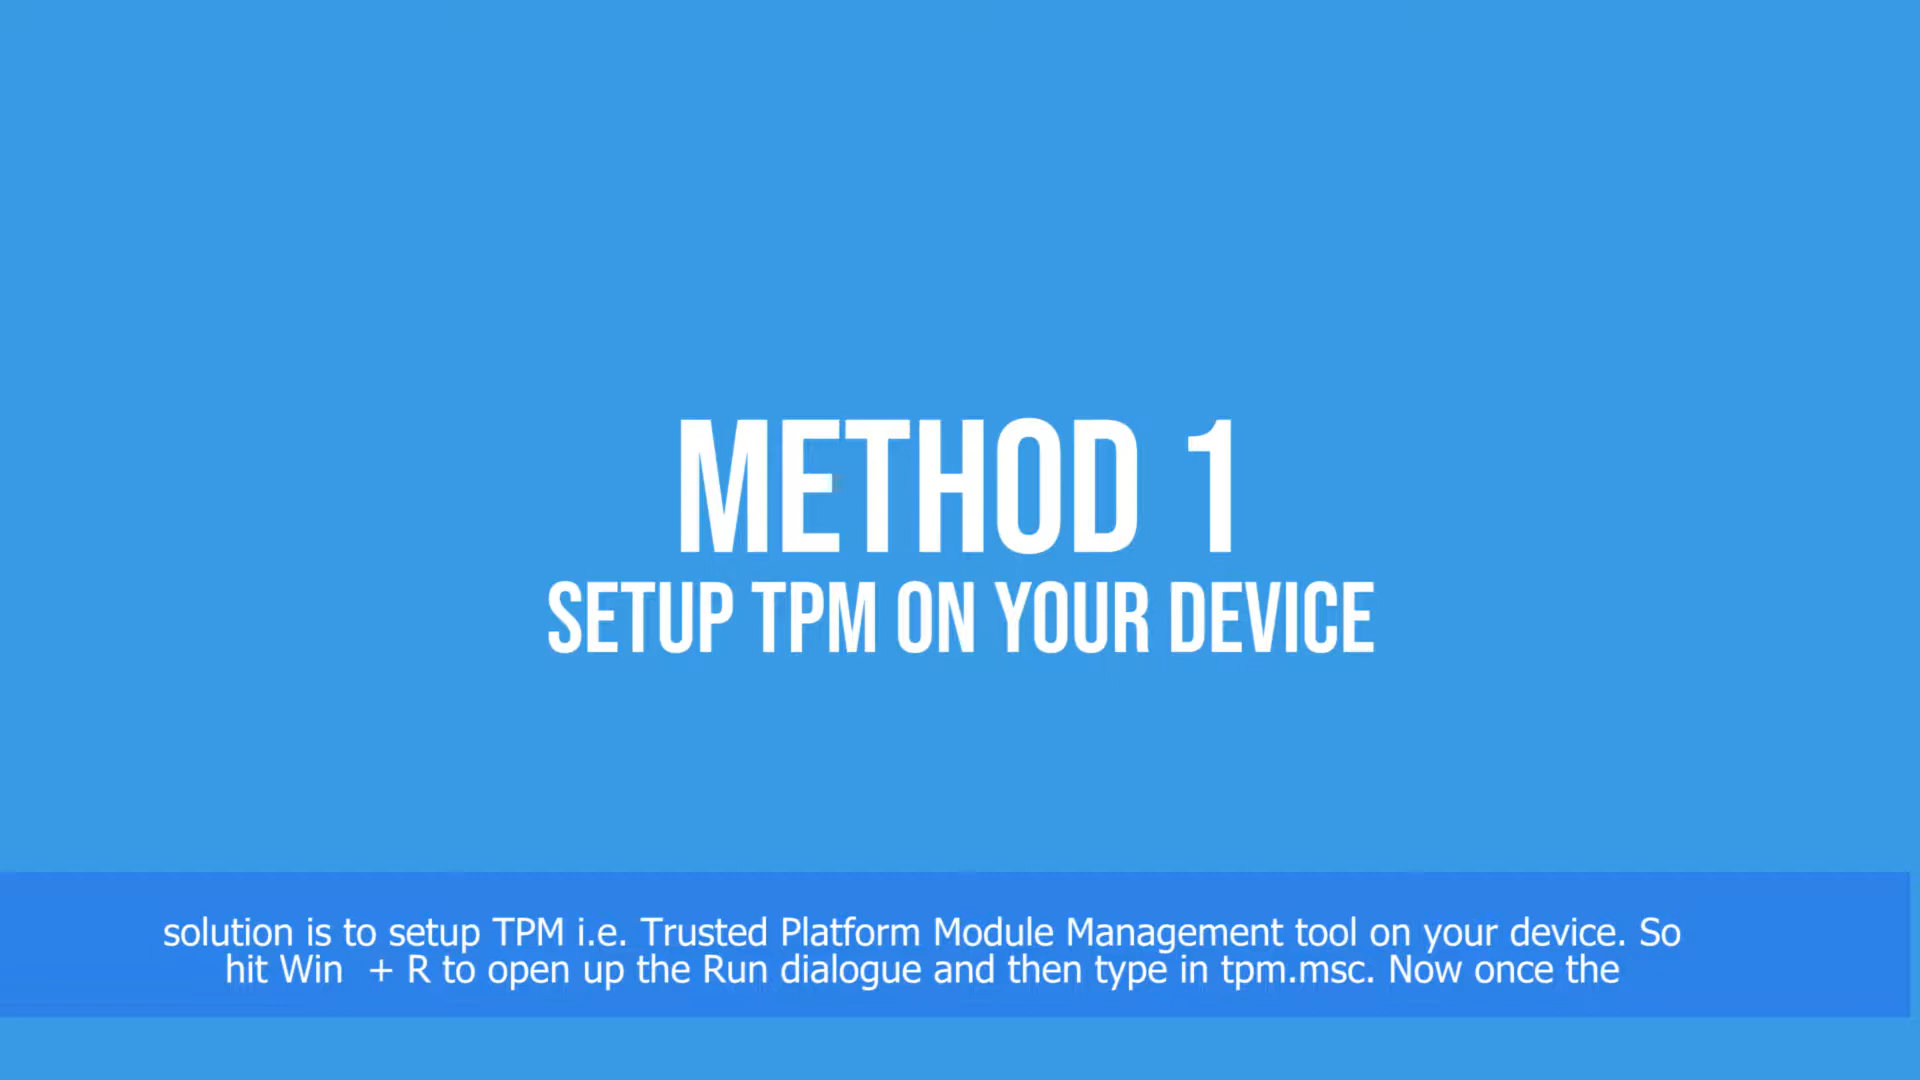 METHOD 1
SETUP TPM ON YOUR DEVICE
solution is to setup TPM i.e. Trusted Platform Module Management tool on your device. So
hit Win  + R to open up the Run dialogue and then type in tpm.msc. Now once the